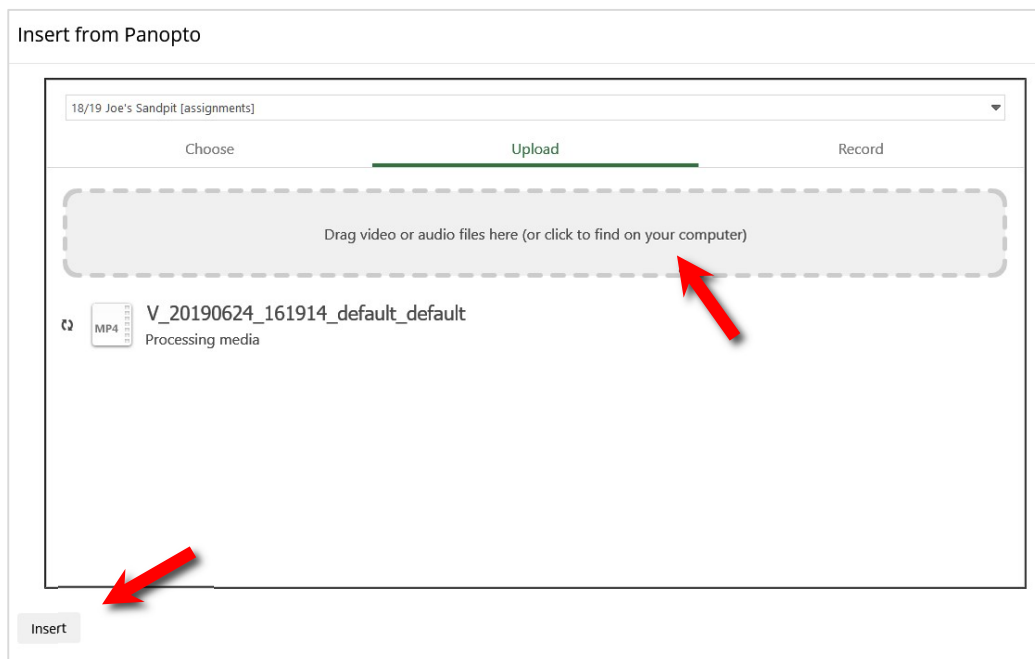 Insert from Panopto
18/19 Joe's Sandpit [assignments]
Choose Upload Record
Drag video or audio files here (or click to find on your computer)
MP4
V_20190624_161914_default_default
Processing media
Insert